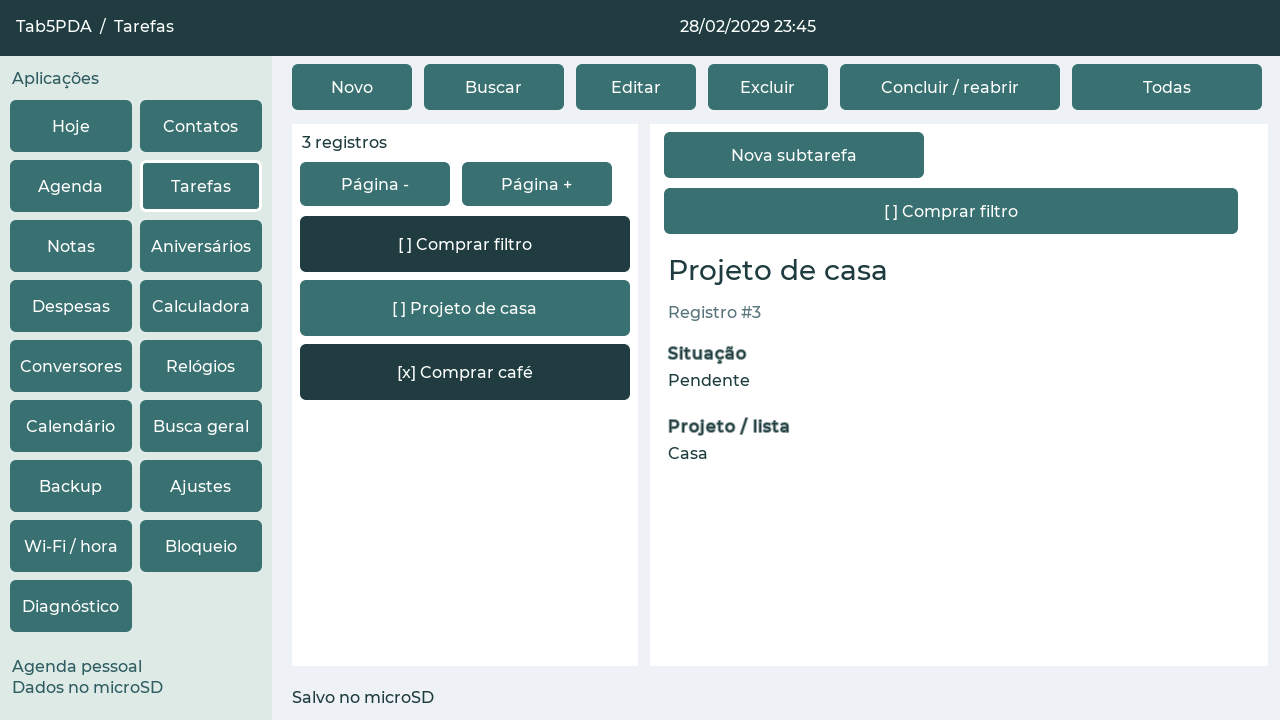 Tab5PDA / Tarefas
28/02/2029 23:45
Aplicações
Hoje
Contatos
Agenda
Tarefas
Notas
Aniversários
Despesas
Calculadora
Conversores
Relógios
Calendário
Busca geral
Backup
Ajustes
Wi-Fi / hora
Bloqueio
Diagnóstico
Agenda pessoal
Dados no microSD
Novo
Buscar
Editar
Excluir
Concluir / reabrir
Todas
3 registros
Página -
Página +
[ ] Comprar filtro
[ ] Projeto de casa
[x] Comprar café
Nova subtarefa
[ ] Comprar filtro
Projeto de casa
Registro #3
Situação
Pendente
Projeto / lista
Casa
Salvo no microSD